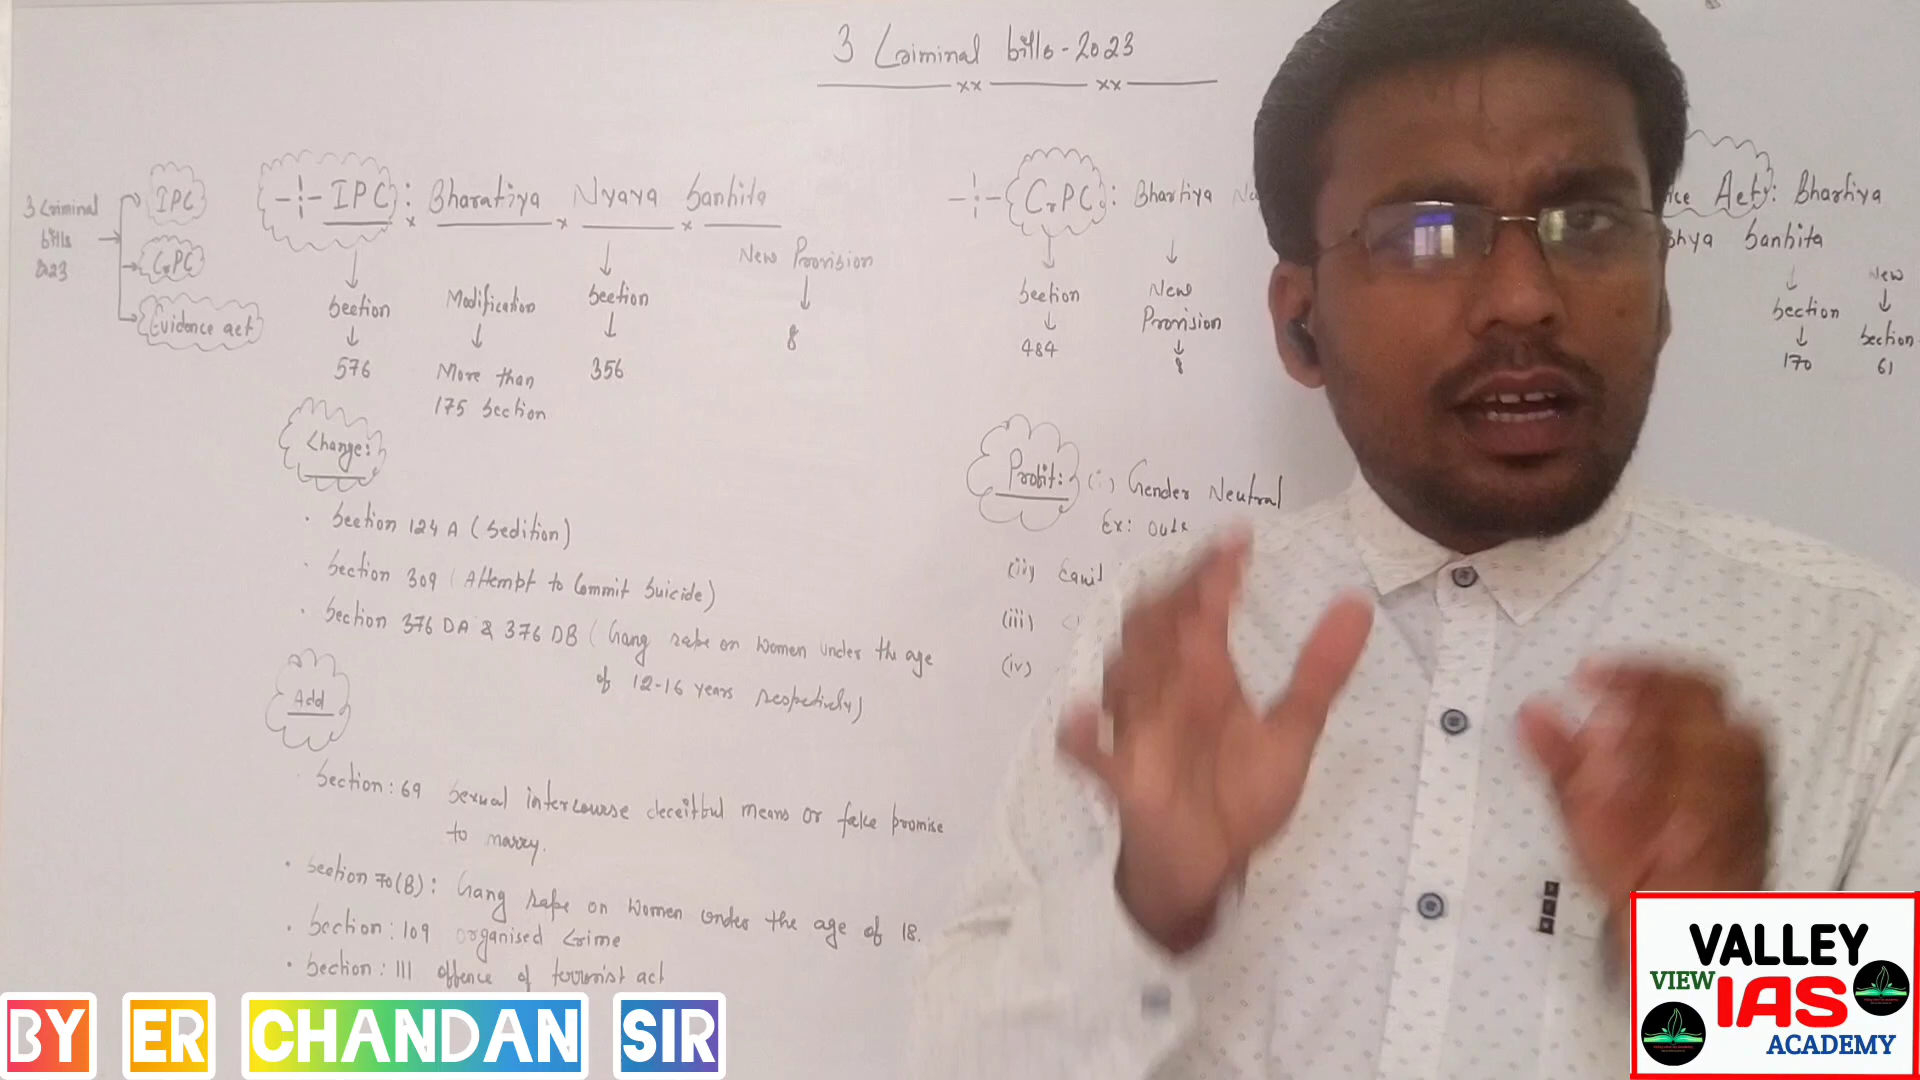 3 Criminal bills-2023
xx xx
3 Criminal
bills
2023
IPC
CrPC
Evidence act
IPC: Bharatiya Nyaya Sanhita
x x x
Section
576
Modification
More than
175 Section
Section
356
New Provision
8
Change:
Section 124 A (Sedition)
Section 309 (Attempt to Commit Suicide)
Section 376 DA & 376 DB (Gang rape on women under the age
of 12-16 years respectively)
Add
Section: 69 Sexual intercourse deceitful means or fake promise
to marry.
Section 70(B): Gang rape on women under the age of 18.
Section: 109 organised Crime
Section: 111 offence of terrorist act
CrPC: Bhartiya
Section
484
New
Provision
8
Profit: (i) Gender Neutral
Ex:
(ii)
(iii)
(iv)
Act: Bhartiya
Sanhita
Section
170
New
Section
61
BY ER CHANDAN SIR
VALLEY
VIEW IAS
ACADEMY